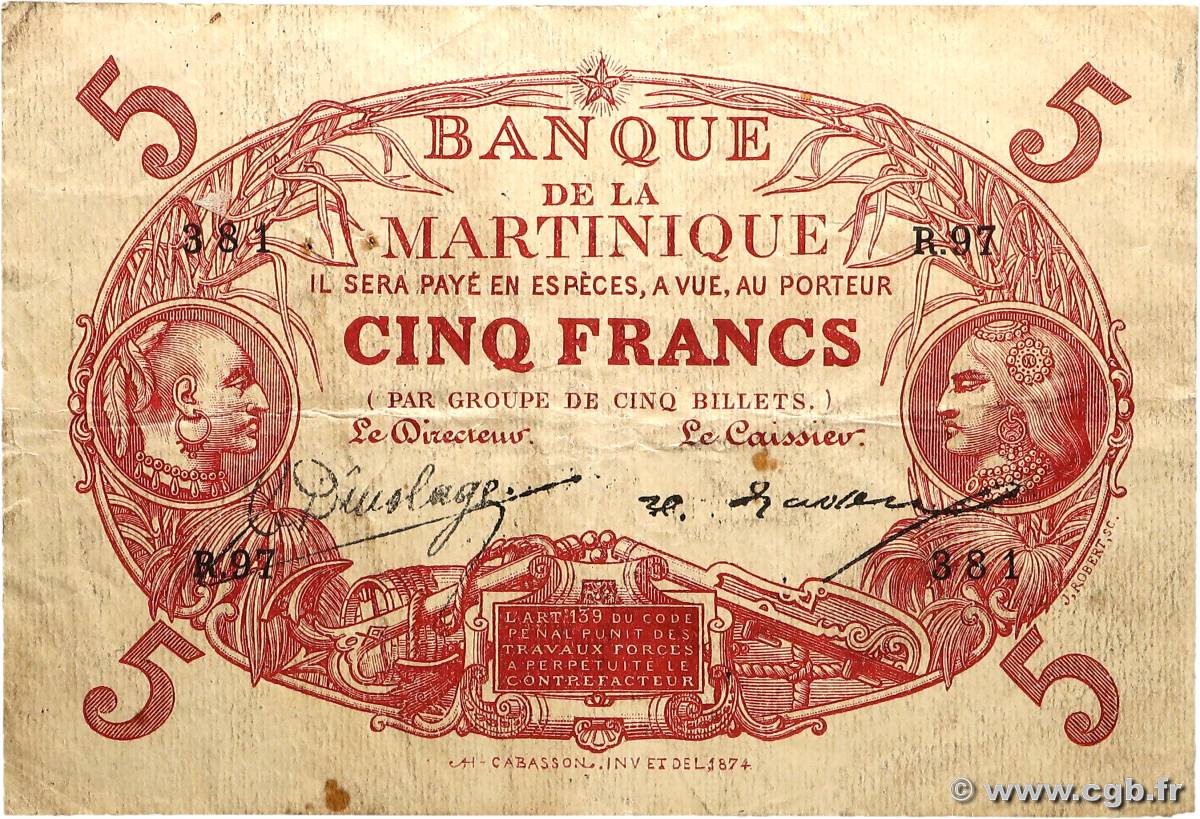 5 5
BANQUE
DE LA
MARTINIQUE
381 R.97
IL SERA PAYÉ EN ESPÈCES, A VUE, AU PORTEUR
CINQ FRANCS
( PAR GROUPE DE CINQ BILLETS. )
Le Directeur. Le Caissier.
R.97 381
L'ART. 139 DU CODE
PÉNAL PUNIT DES
TRAVAUX FORCES
A PERPÉTUITÉ LE
CONTREFACTEUR
J, ROBERT, SC.
5 5
H-CABASSON, INV ET DEL, 1874.
© www.cgb.fr